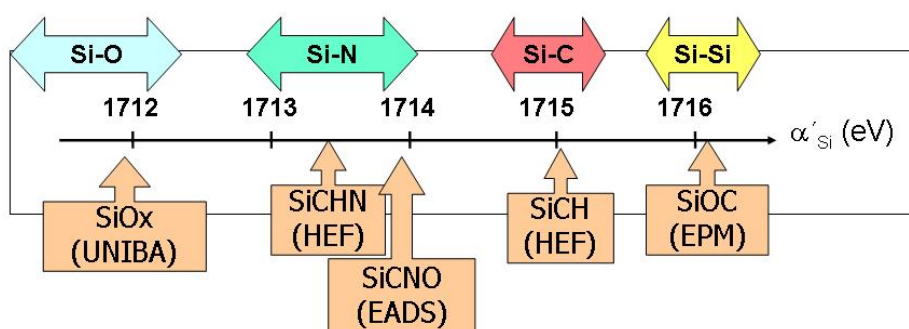 Si-O Si-N Si-C Si-Si
1712 1713 1714 1715 1716
α′Si (eV)
SiOx
(UNIBA)
SiCHN
(HEF)
SiCNO
(EADS)
SiCH
(HEF)
SiOC
(EPM)